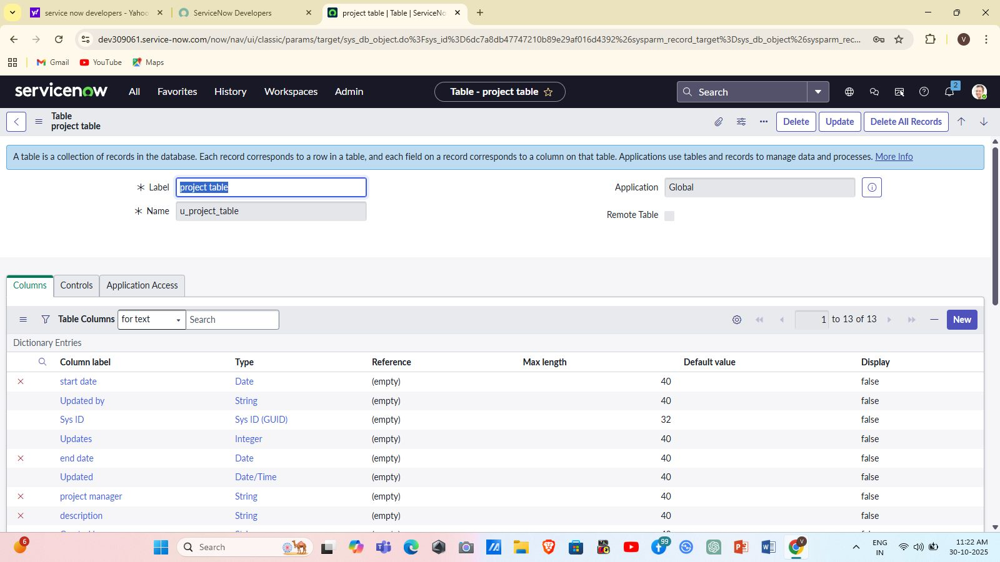 service now developers - Yahoo
ServiceNow Developers
project table | Table | ServiceNo
dev309061.service-now.com/now/nav/ui/classic/params/target/sys_db_object.do%3Fsys_id%3D6dc7a8db47747210b89e29af016d4392%26sysparm_record_target%3Dsys_db_object%26sysparm_rec...
V
Gmail
YouTube
Maps
servicenow
All
Favorites
History
Workspaces
Admin
Table - project table
Search
2
Table
project table
Delete
Update
Delete All Records
A table is a collection of records in the database. Each record corresponds to a row in a table, and each field on a record corresponds to a column on that table. Applications use tables and records to manage data and processes. More Info
Label project table
Application Global
Name u_project_table
Remote Table
Columns
Controls
Application Access
Table Columns for text Search
1 to 13 of 13
New
Dictionary Entries
Column label Type Reference Max length Default value Display
start date Date (empty) 40 false
Updated by String (empty) 40 false
Sys ID Sys ID (GUID) (empty) 32 false
Updates Integer (empty) 40 false
end date Date (empty) 40 false
Updated Date/Time (empty) 40 false
project manager String (empty) 40 false
description String (empty) 40 false
6
Search
99
V
ENG
IN
11:22 AM
30-10-2025